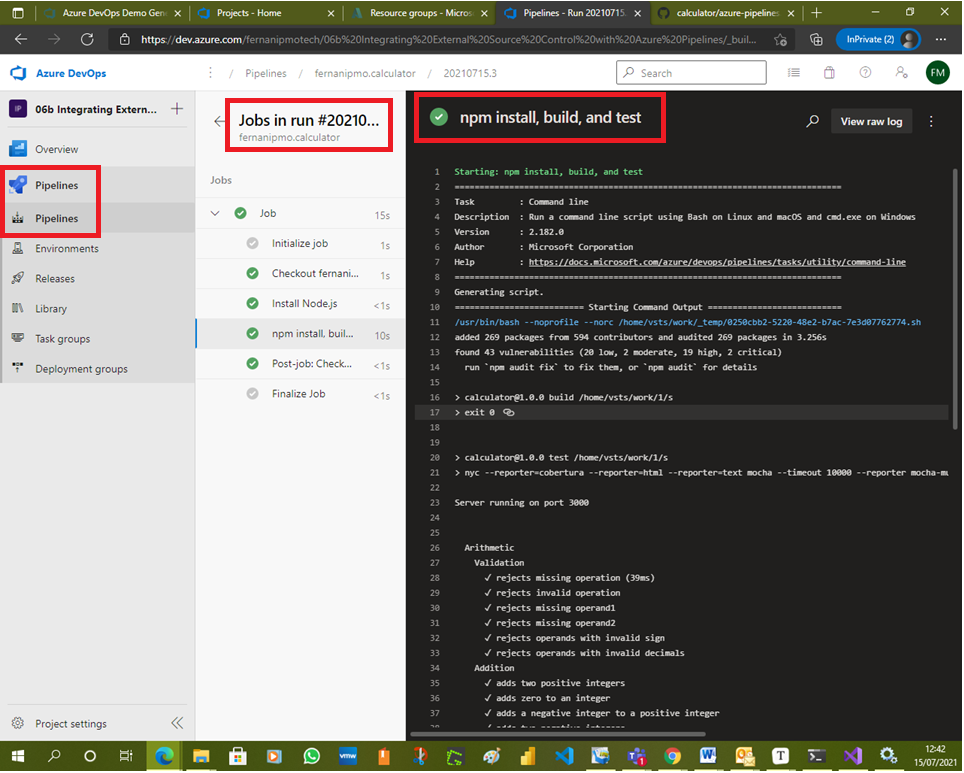 Azure DevOps Demo Gen
Projects - Home
Resource groups - Micros
Pipelines - Run 20210715
calculator/azure-pipelines
https://dev.azure.com/fernanipmotech/06b%20Integrating%20External%20Source%20Control%20with%20Azure%20Pipelines/_buil...
InPrivate (2)
Azure DevOps
/ Pipelines / fernanipmo.calculator / 20210715.3
Search
FM
IP
06b Integrating Extern...
Overview
Pipelines
Pipelines
Environments
Releases
Library
Task groups
Deployment groups
Project settings
Jobs in run #20210...
fernanipmo.calculator
Jobs
Job 15s
Initialize job 1s
Checkout fernani... 1s
Install Node.js <1s
npm install, buil... 10s
Post-job: Check... <1s
Finalize Job <1s
npm install, build, and test
View raw log
1 Starting: npm install, build, and test
2 ==============================================================================
3 Task : Command line
4 Description : Run a command line script using Bash on Linux and macOS and cmd.exe on Windows
5 Version : 2.182.0
6 Author : Microsoft Corporation
7 Help : https://docs.microsoft.com/azure/devops/pipelines/tasks/utility/command-line
8 ==============================================================================
9 Generating script.
10 ========================== Starting Command Output ===========================
11 /usr/bin/bash --noprofile --norc /home/vsts/work/_temp/0250cbb2-5220-48e2-b7ac-7e3d07762774.sh
12 added 269 packages from 594 contributors and audited 269 packages in 3.256s
13 found 43 vulnerabilities (20 low, 2 moderate, 19 high, 2 critical)
14 run `npm audit fix` to fix them, or `npm audit` for details
15
16 > calculator@1.0.0 build /home/vsts/work/1/s
17 > exit 0
18
19
20 > calculator@1.0.0 test /home/vsts/work/1/s
21 > nyc --reporter=cobertura --reporter=html --reporter=text mocha --timeout 10000 --reporter mocha-mu
22
23 Server running on port 3000
24
25
26 Arithmetic
27 Validation
28 ✓ rejects missing operation (39ms)
29 ✓ rejects invalid operation
30 ✓ rejects missing operand1
31 ✓ rejects missing operand2
32 ✓ rejects operands with invalid sign
33 ✓ rejects operands with invalid decimals
34 Addition
35 ✓ adds two positive integers
36 ✓ adds zero to an integer
37 ✓ adds a negative integer to a positive integer
38 ✓ adds two negative integers
vmw
T
12:42
15/07/2021